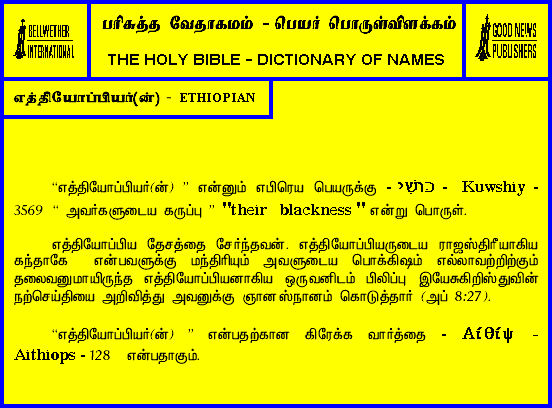 BELLWETHER
INTERNATIONAL
பரிசுத்த வேதாகமம் - பெயர் பொருள்விளக்கம்
THE HOLY BIBLE - DICTIONARY OF NAMES
GOOD NEWS
PUBLISHERS
எத்தியோப்பியர்(ன்) - ETHIOPIAN
“எத்தியோப்பியர்(ன்) ” என்னும் எபிரெய பெயருக்கு - כּוּשִׁי - Kuwshiy -
3569 “ அவர்களுடைய கருப்பு ” "their blackness" என்று பொருள்.
எத்தியோப்பிய தேசத்தை சேர்ந்தவன். எத்தியோப்பியருடைய ராஜஸ்திரீயாகிய
கந்தாகே என்பவளுக்கு மந்திரியும் அவளுடைய பொக்கிஷம் எல்லாவற்றிற்கும்
தலைவனுமாயிருந்த எத்தியோப்பியனாகிய ஒருவனிடம் பிலிப்பு இயேசுகிறிஸ்துவின்
நற்செய்தியை அறிவித்து அவனுக்கு ஞானஸ்நானம் கொடுத்தார் (அப் 8:27).
“எத்தியோப்பியர்(ன்) ” என்பதற்கான கிரேக்க வார்த்தை - Αἰθίψ -
Aithiops - 128 என்பதாகும்.